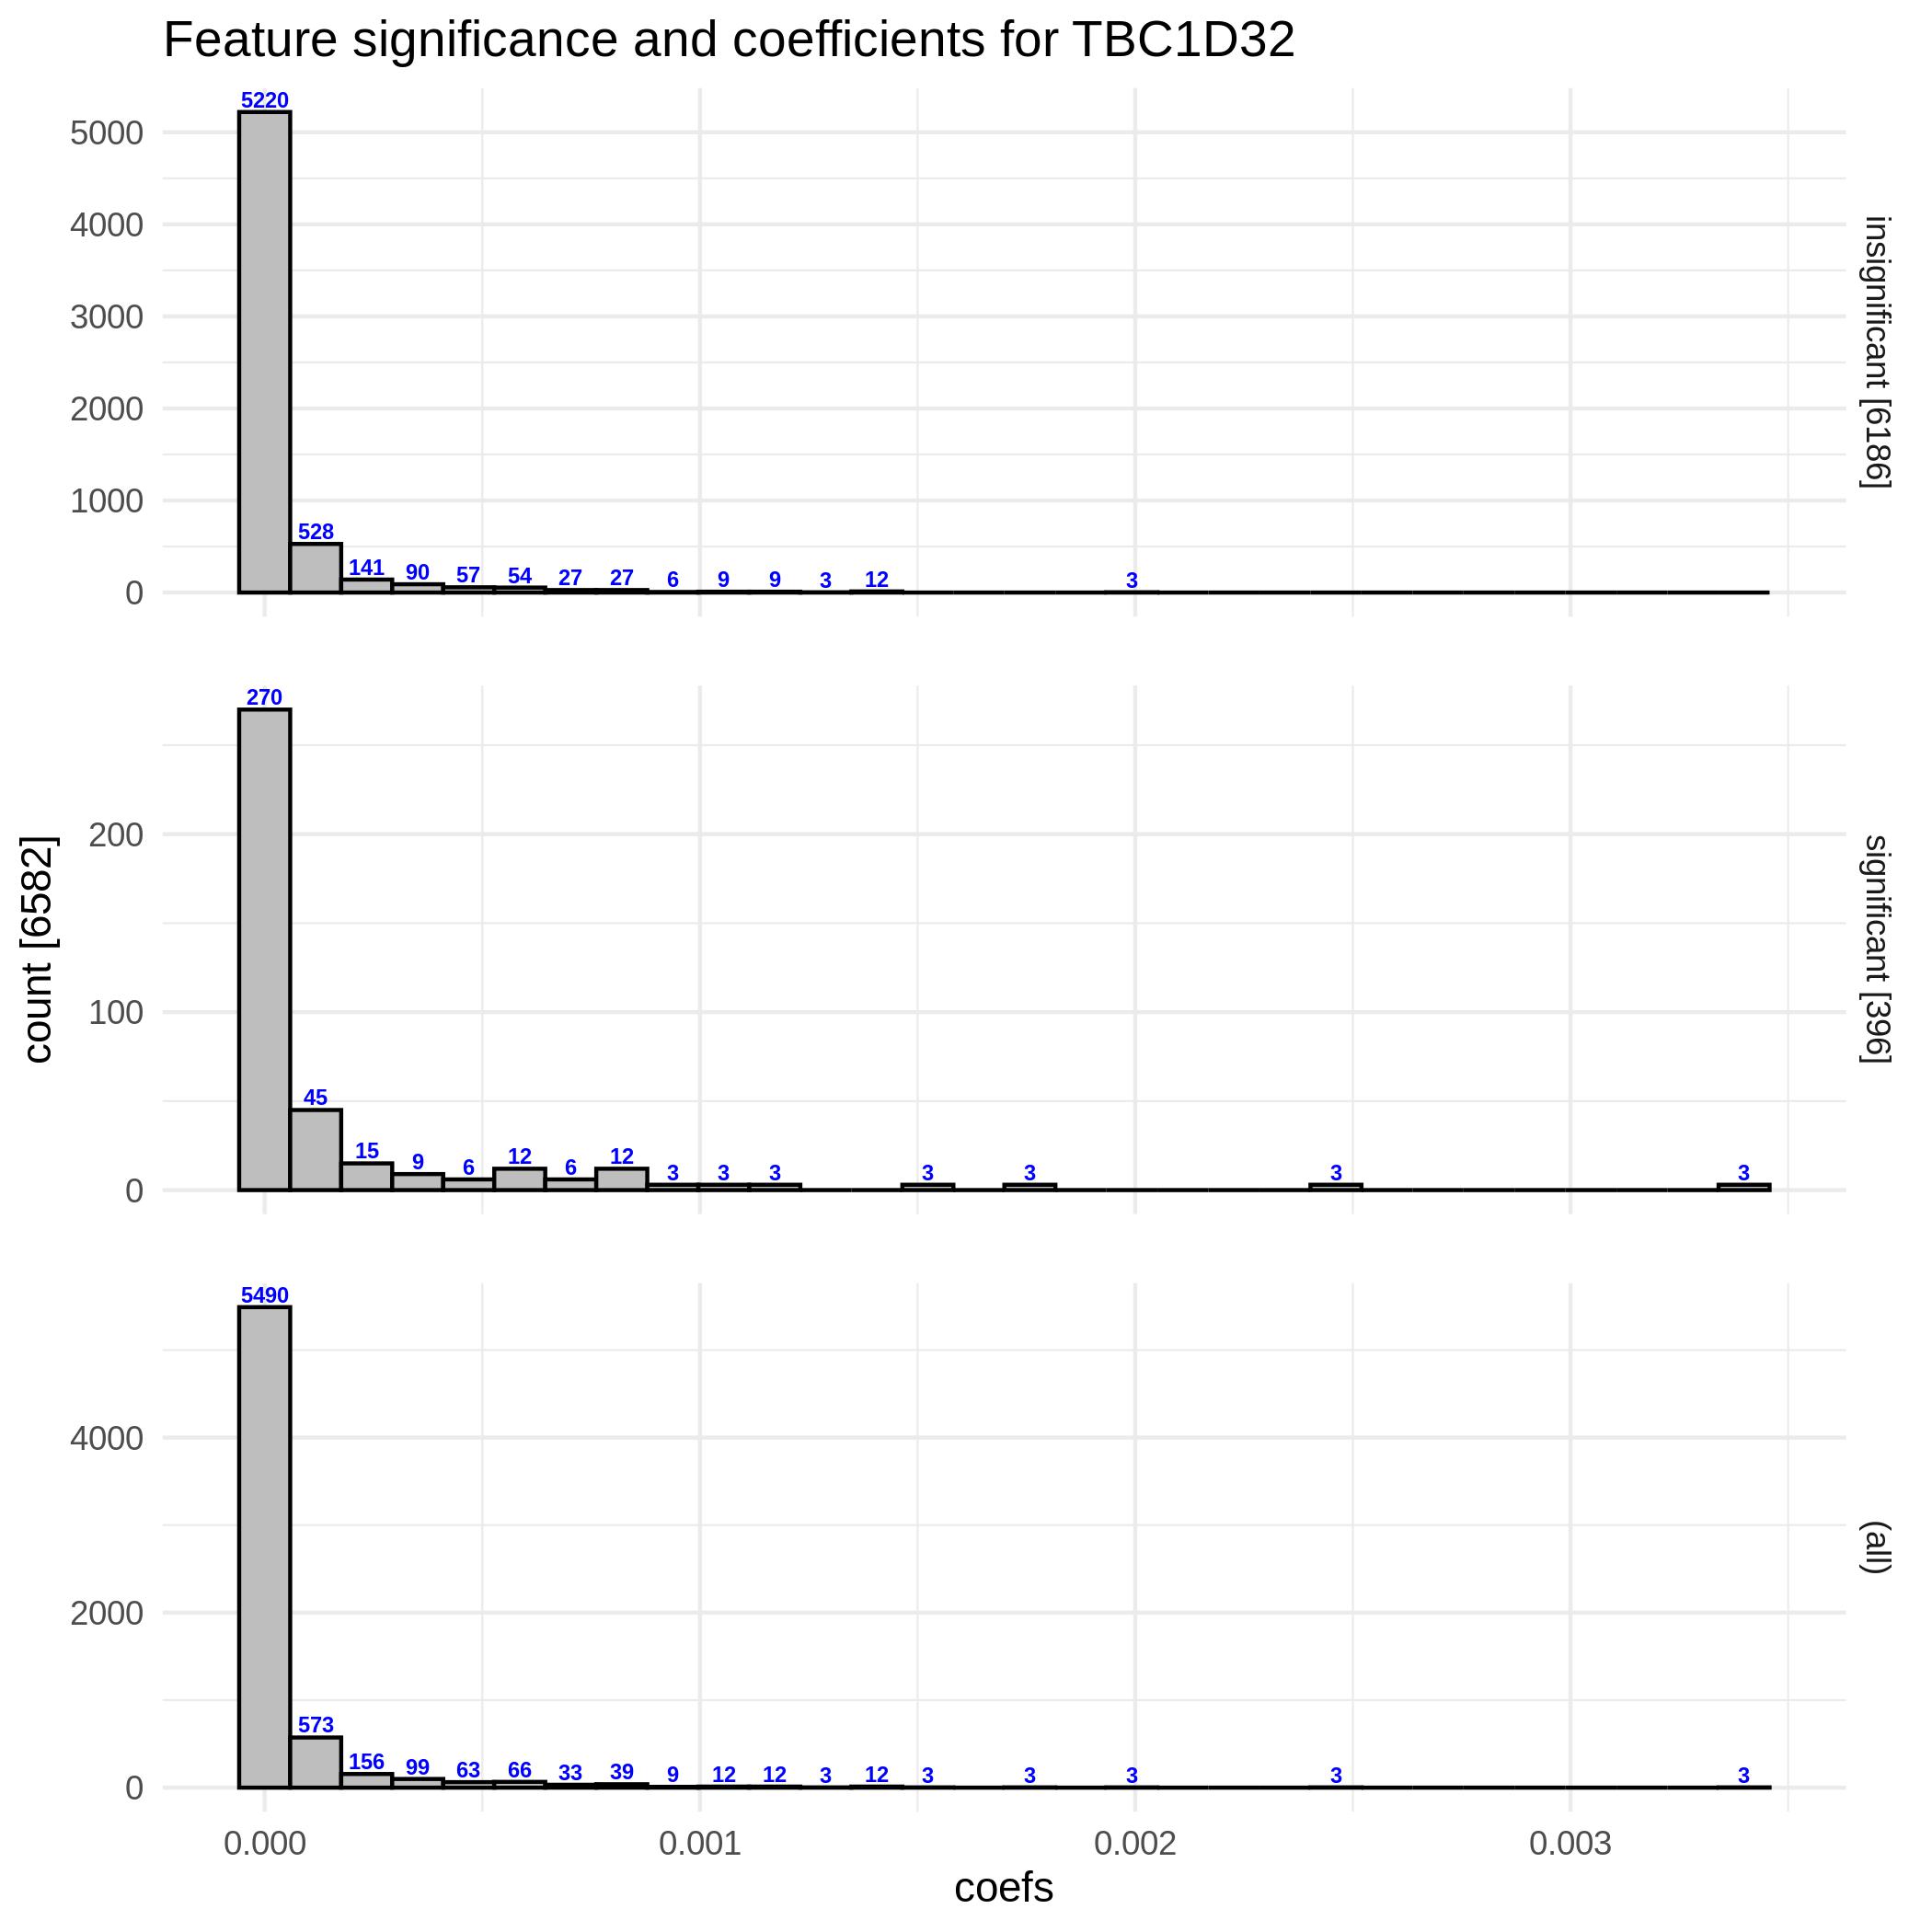 Feature significance and coefficients for TBC1D32
5220
5000
4000
3000
2000
1000
0
528
141 90 57 54 27 27 6 9 9 3 12 3
insignificant [6186]
270
200
100
0
45
15 9 6 12 6 12 3 3 3 3 3 3 3
significant [396]
count [6582]
5490
4000
2000
0
573
156 99 63 66 33 39 9 12 12 3 12 3 3 3 3 3
(all)
0.000 0.001 0.002 0.003
coefs